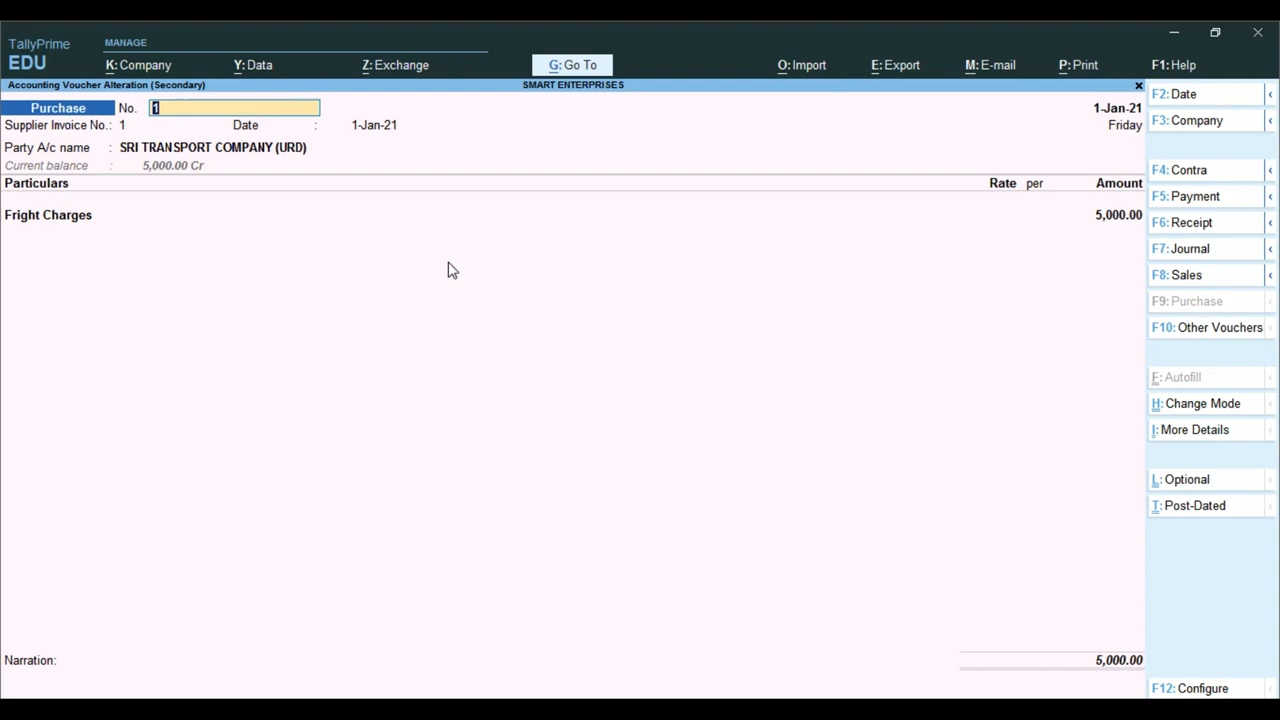 TallyPrime
EDU
MANAGE
K: Company
Y: Data
Z: Exchange
G: Go To
O: Import
E: Export
M: E-mail
P: Print
F1: Help
Accounting Voucher Alteration (Secondary)
SMART ENTERPRISES
Purchase No. 1
1-Jan-21
Supplier Invoice No.: 1 Date : 1-Jan-21
Friday
Party A/c name : SRI TRANSPORT COMPANY (URD)
Current balance : 5,000.00 Cr
Particulars Rate per Amount
Fright Charges 5,000.00
Narration: 5,000.00
F2: Date
F3: Company
F4: Contra
F5: Payment
F6: Receipt
F7: Journal
F8: Sales
F9: Purchase
F10: Other Vouchers
E: Autofill
H: Change Mode
I: More Details
L: Optional
T: Post-Dated
F12: Configure